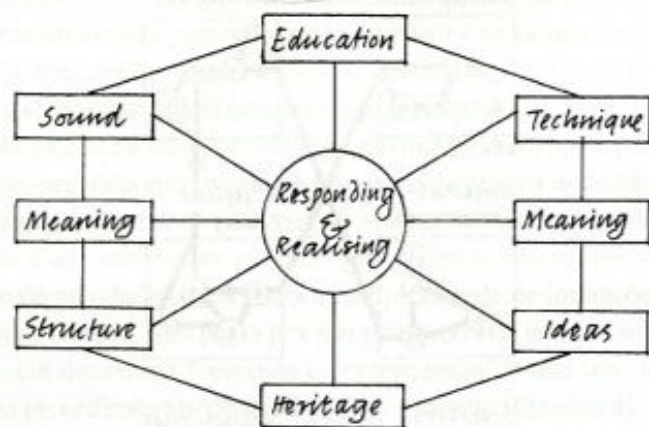 Education
Sound
Technique
Responding
&
Realising
Meaning
Meaning
Structure
Ideas
Heritage